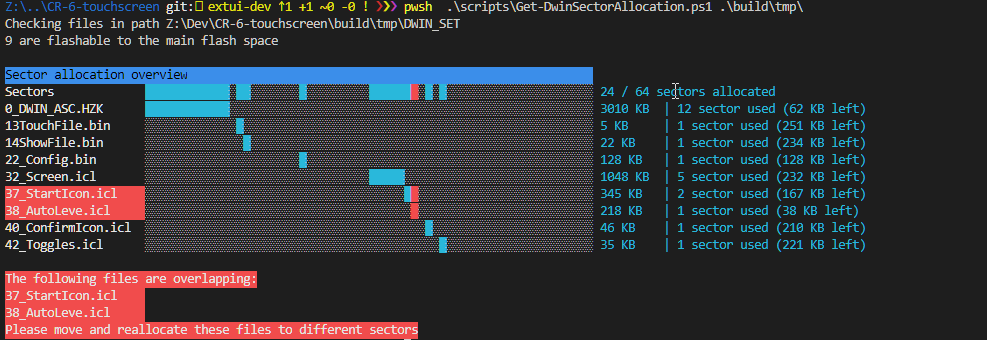 Z:\..\CR-6-touchscreen git: extui-dev ↑1 +1 ~0 -0 ! ❯❯❯ pwsh .\scripts\Get-DwinSectorAllocation.ps1 .\build\tmp\
Checking files in path Z:\Dev\CR-6-touchscreen\build\tmp\DWIN_SET
9 are flashable to the main flash space
Sector allocation overview
Sectors 24 / 64 sectors allocated
0_DWIN_ASC.HZK 3010 KB | 12 sector used (62 KB left)
13TouchFile.bin 5 KB | 1 sector used (251 KB left)
14ShowFile.bin 22 KB | 1 sector used (234 KB left)
22_Config.bin 128 KB | 1 sector used (128 KB left)
32_Screen.icl 1048 KB | 5 sector used (232 KB left)
37_StartIcon.icl 345 KB | 2 sector used (167 KB left)
38_AutoLeve.icl 218 KB | 1 sector used (38 KB left)
40_ConfirmIcon.icl 46 KB | 1 sector used (210 KB left)
42_Toggles.icl 35 KB | 1 sector used (221 KB left)
The following files are overlapping:
37_StartIcon.icl
38_AutoLeve.icl
Please move and reallocate these files to different sectors